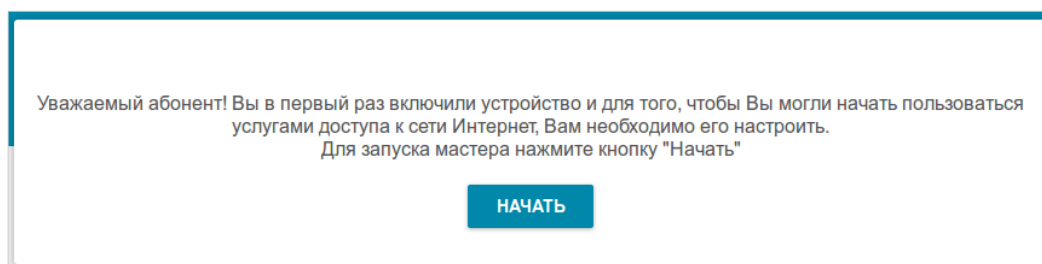 Уважаемый абонент! Вы в первый раз включили устройство и для того, чтобы Вы могли начать пользоваться
услугами доступа к сети Интернет, Вам необходимо его настроить.
Для запуска мастера нажмите кнопку "Начать"
НАЧАТЬ